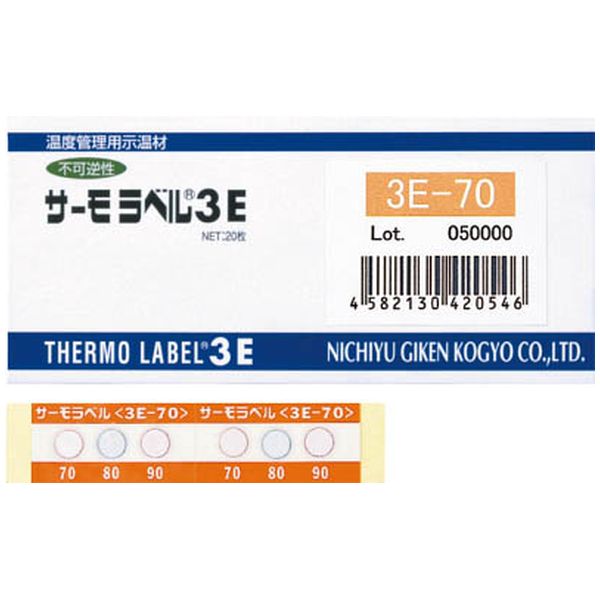 温度管理用示温材
不可逆性
サーモラベル®3E
NET:20枚
3E-70
Lot. 050000
4 582130 420546
THERMO LABEL®3E
NICHIYU GIKEN KOGYO CO.,LTD.
サーモラベル<3E-70> サーモラベル<3E-70>
70 80 90 70 80 90